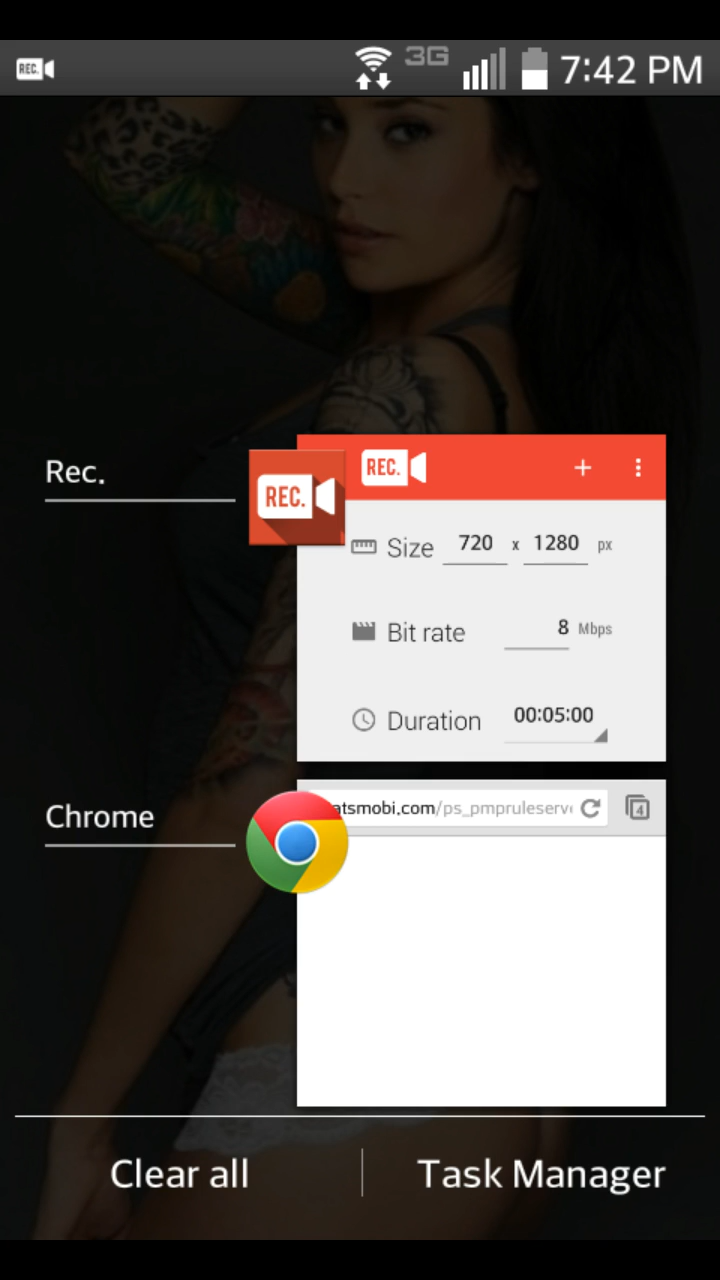 REC.
3G
7:42 PM
Rec.
REC.
REC.
+
Size 720 x 1280 px
Bit rate 8 Mbps
Duration 00:05:00
Chrome
atsmobi.com/ps_pmpruleserv
4
Clear all
Task Manager